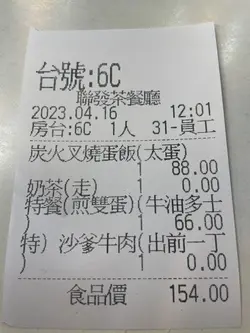 台號:6C
聯發茶餐廳
2023.04.16 12:01
房台:6C 1人 31-員工
炭火叉燒蛋飯(太蛋)
1 88.00
奶茶(走)
1 0.00
特餐(煎雙蛋)(牛油多士
1 66.00
特) 沙爹牛肉(出前一丁
1 0.00
食品價 154.00